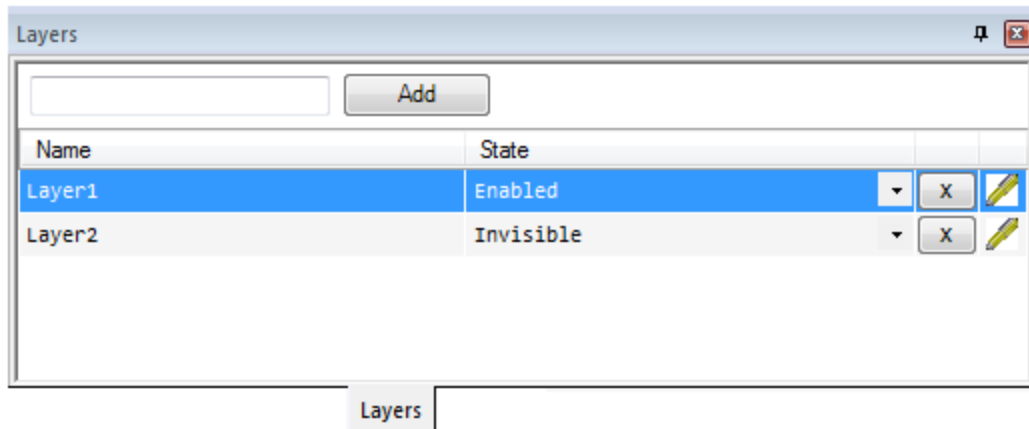 Layers
Add
Name State
Layer1 Enabled x
Layer2 Invisible x
Layers